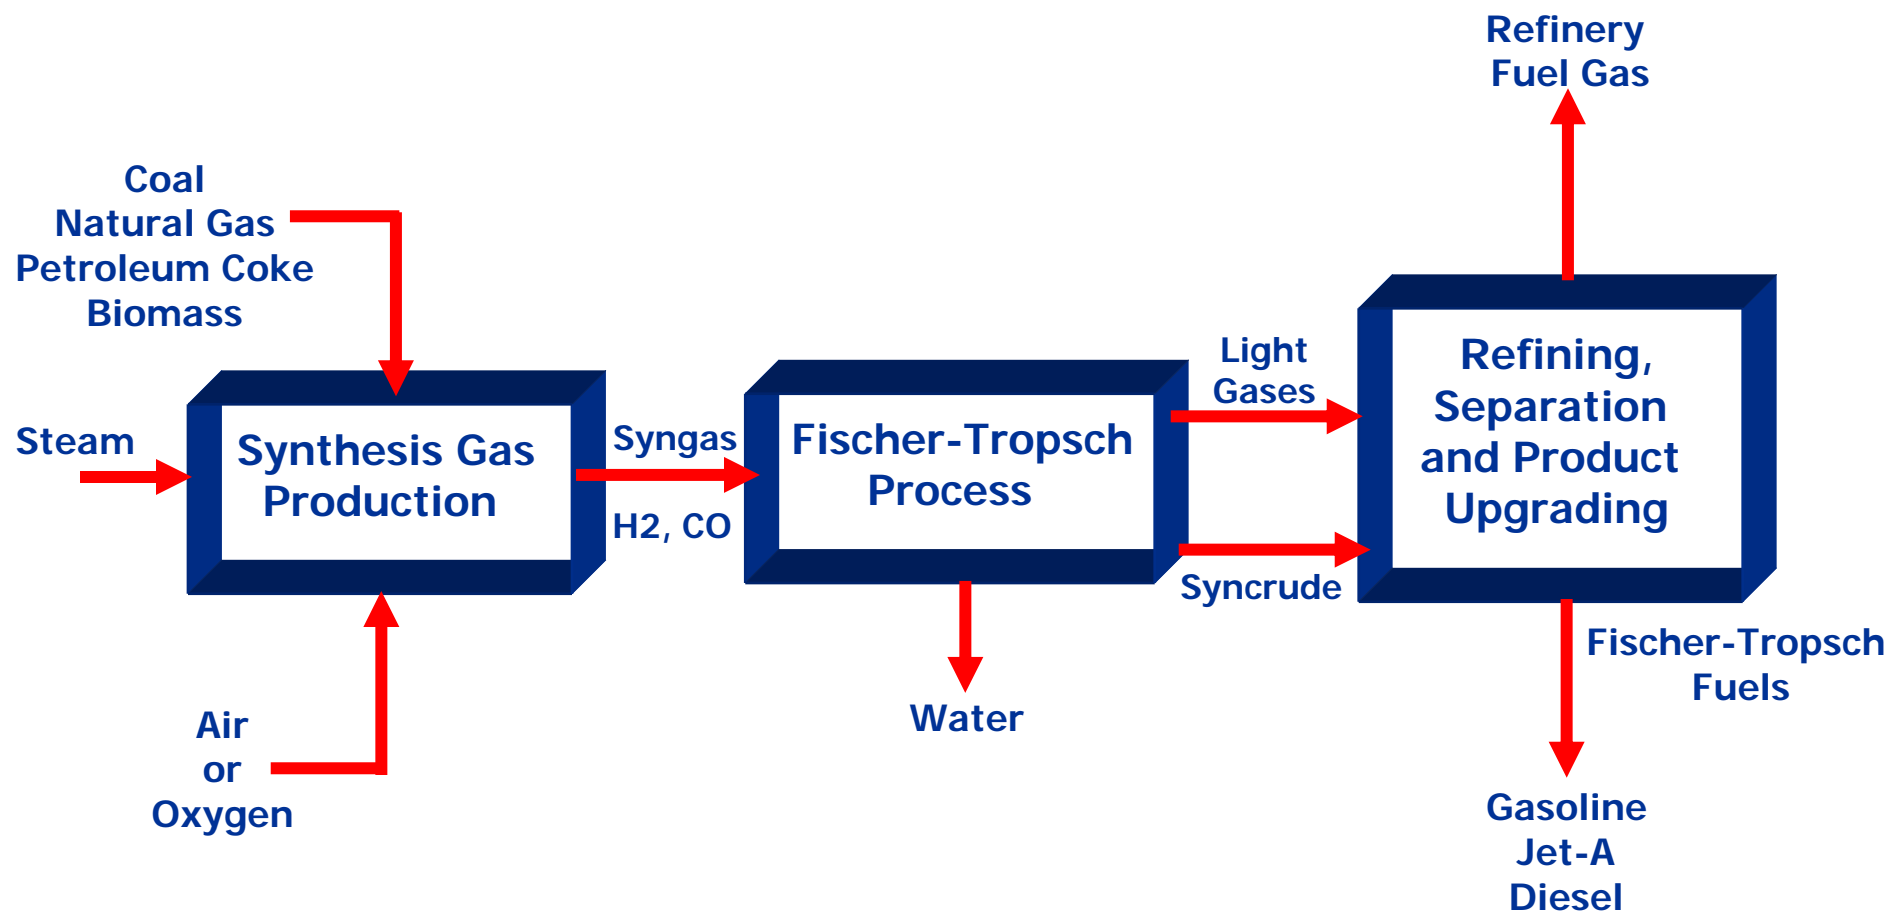 Refinery
Fuel Gas
Coal
Natural Gas
Petroleum Coke
Biomass
Steam
Synthesis Gas
Production
Syngas
H2, CO
Fischer-Tropsch
Process
Light
Gases
Syncrude
Refining,
Separation
and Product
Upgrading
Air
or
Oxygen
Water
Fischer-Tropsch
Fuels
Gasoline
Jet-A
Diesel